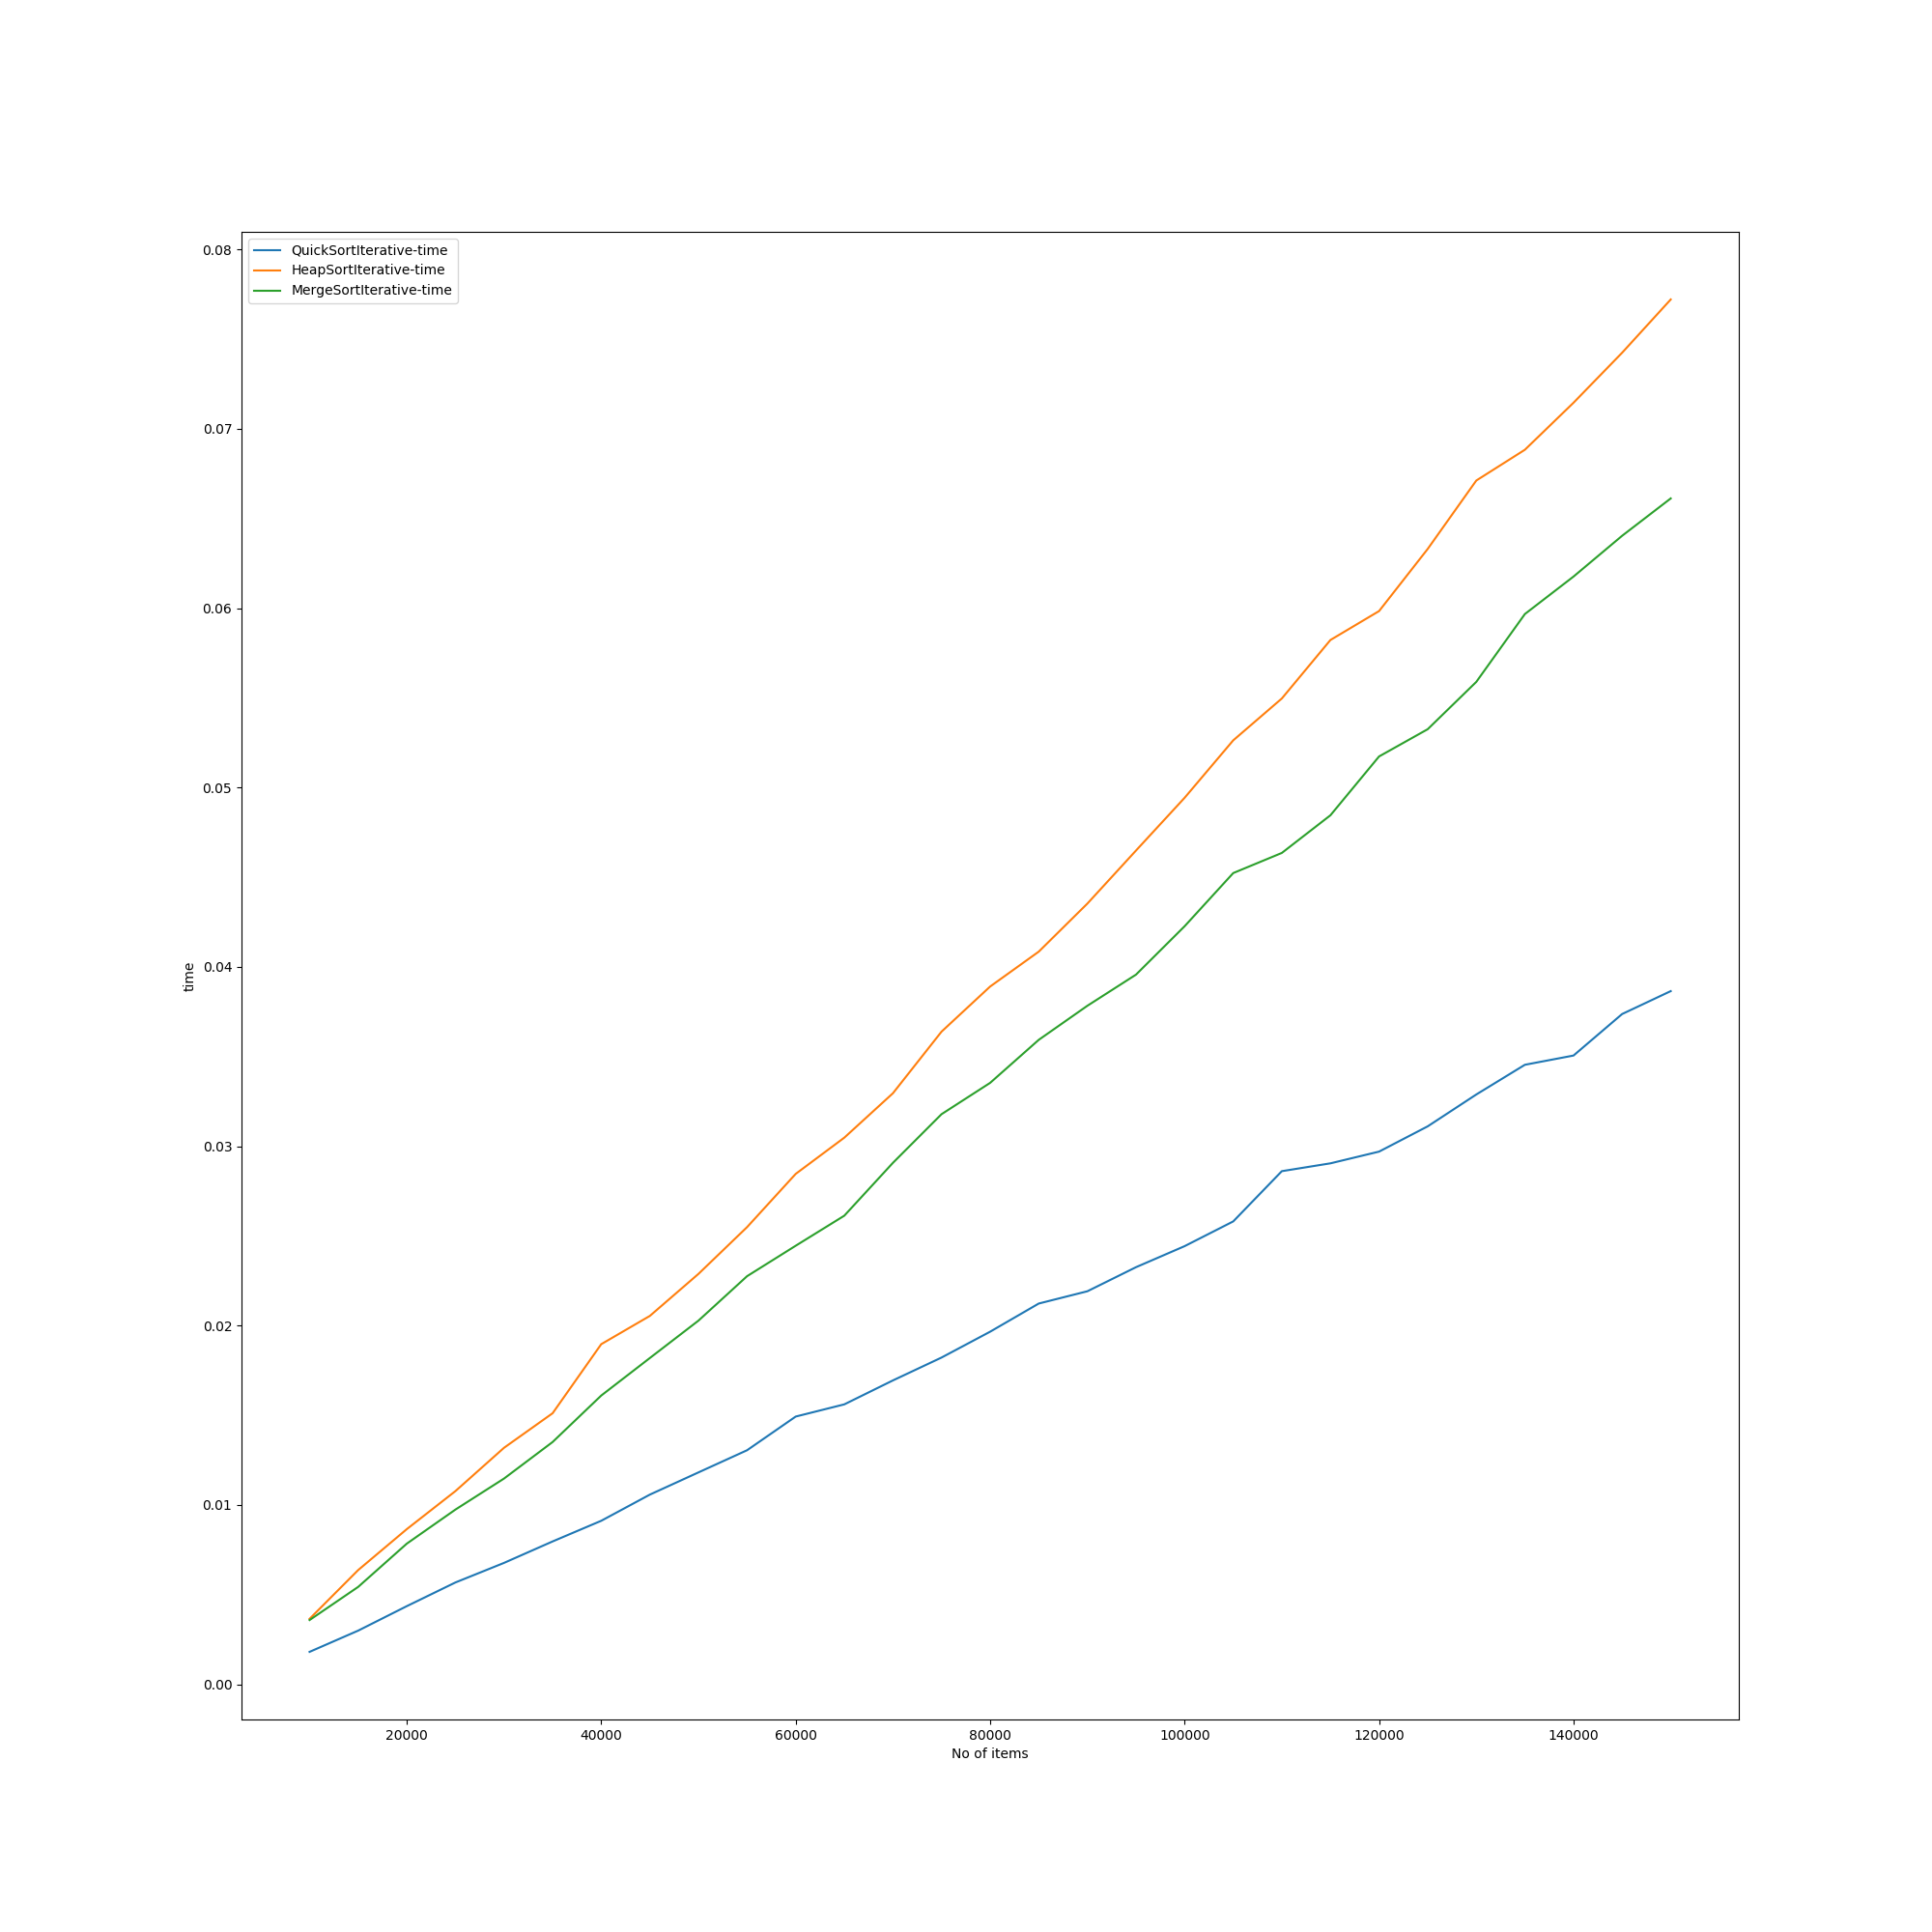 QuickSortIterative-time
HeapSortIterative-time
MergeSortIterative-time
time
0.08
0.07
0.06
0.05
0.04
0.03
0.02
0.01
0.00
20000 40000 60000 80000 100000 120000 140000
No of items